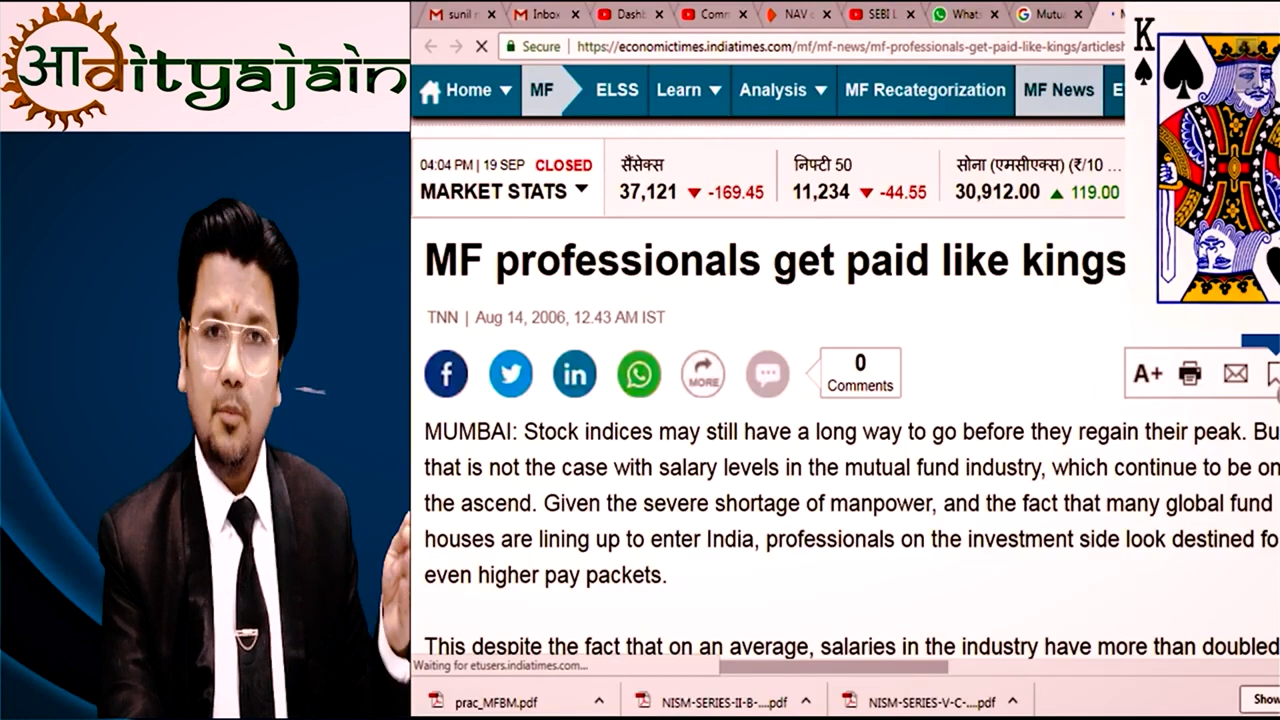 आdityajain
sunil
Inbox
Dashb
Comm
NAV
SEBI L
Whats
Mutu
Secure
https://economictimes.indiatimes.com/mf/mf-news/mf-professionals-get-paid-like-kings/articlesh
K
Home
MF
ELSS
Learn
Analysis
MF Recategorization
MF News
E
04:04 PM | 19 SEP CLOSED
MARKET STATS
सैंसेक्स
37,121 -169.45
निफ्टी 50
11,234 -44.55
सोना (एमसीएक्स) (₹/10 ...
30,912.00 119.00
MF professionals get paid like kings
TNN | Aug 14, 2006, 12.43 AM IST
MORE
0
Comments
A+
MUMBAI: Stock indices may still have a long way to go before they regain their peak. Bu
that is not the case with salary levels in the mutual fund industry, which continue to be on
the ascend. Given the severe shortage of manpower, and the fact that many global fund
houses are lining up to enter India, professionals on the investment side look destined fo
even higher pay packets.
This despite the fact that on an average, salaries in the industry have more than doubled
Waiting for etusers.indiatimes.com...
prac_MFBM.pdf
NISM-SERIES-II-B-....pdf
NISM-SERIES-V-C-....pdf
Show